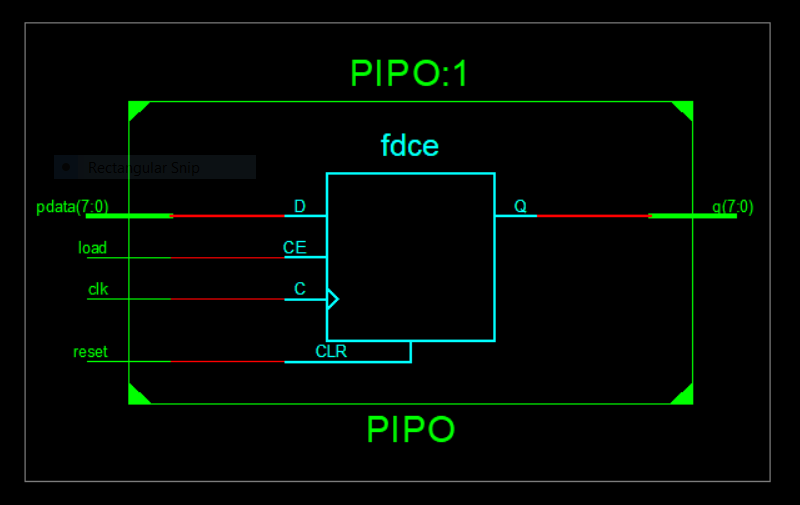 PIPO:1
fdce
Rectangular Snip
pdata(7:0)
D
Q
q(7:0)
load
CE
clk
C
reset
CLR
PIPO